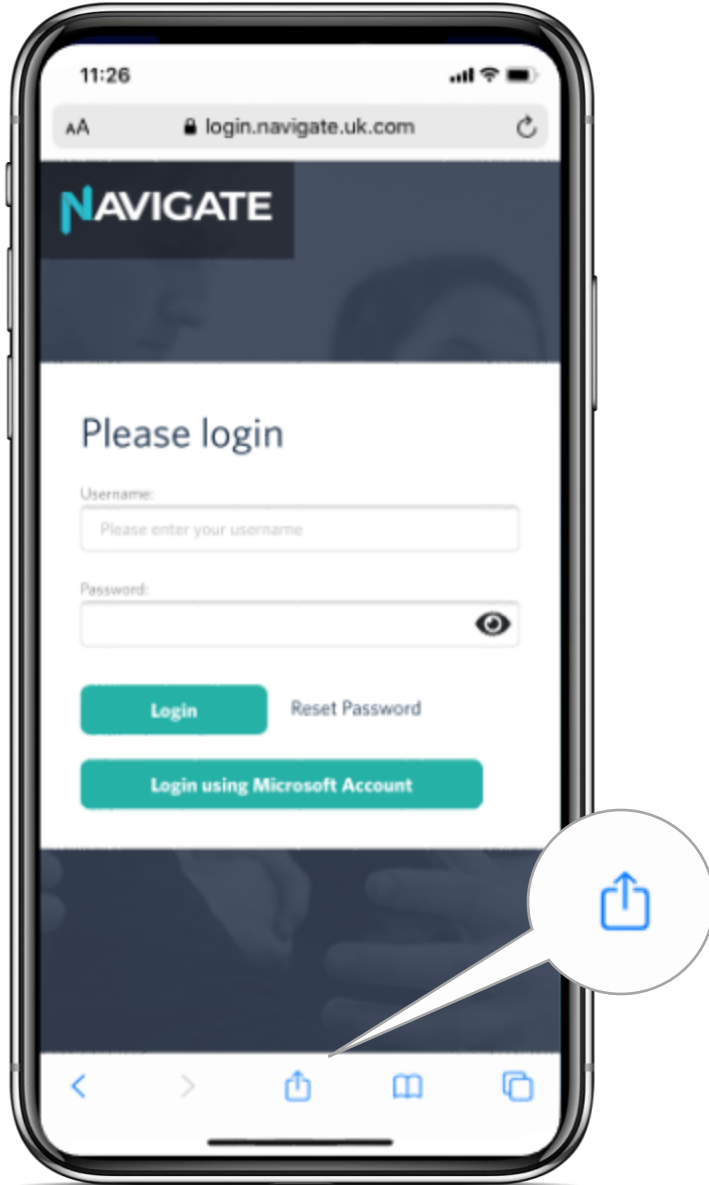 11:26
AA login.navigate.uk.com
NAVIGATE
Please login
Username:
Please enter your username
Password:
Login Reset Password
Login using Microsoft Account